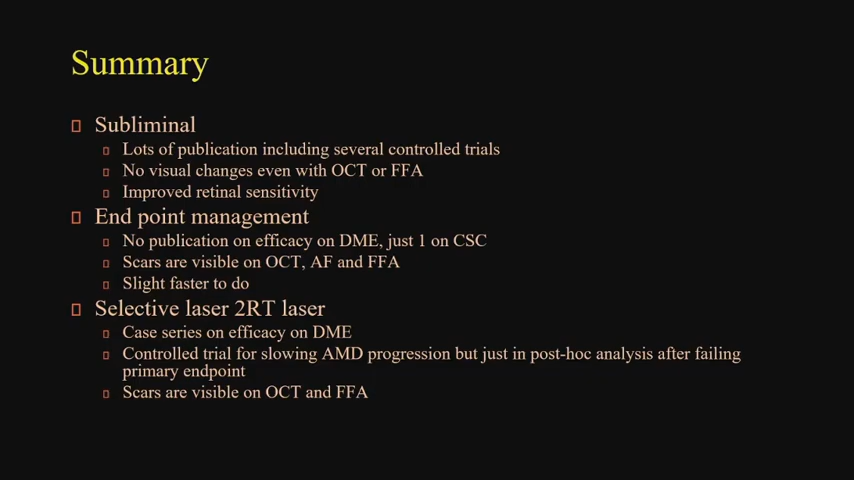 Summary
Subliminal
Lots of publication including several controlled trials
No visual changes even with OCT or FFA
Improved retinal sensitivity
End point management
No publication on efficacy on DME, just 1 on CSC
Scars are visible on OCT, AF and FFA
Slight faster to do
Selective laser 2RT laser
Case series on efficacy on DME
Controlled trial for slowing AMD progression but just in post-hoc analysis after failing
primary endpoint
Scars are visible on OCT and FFA